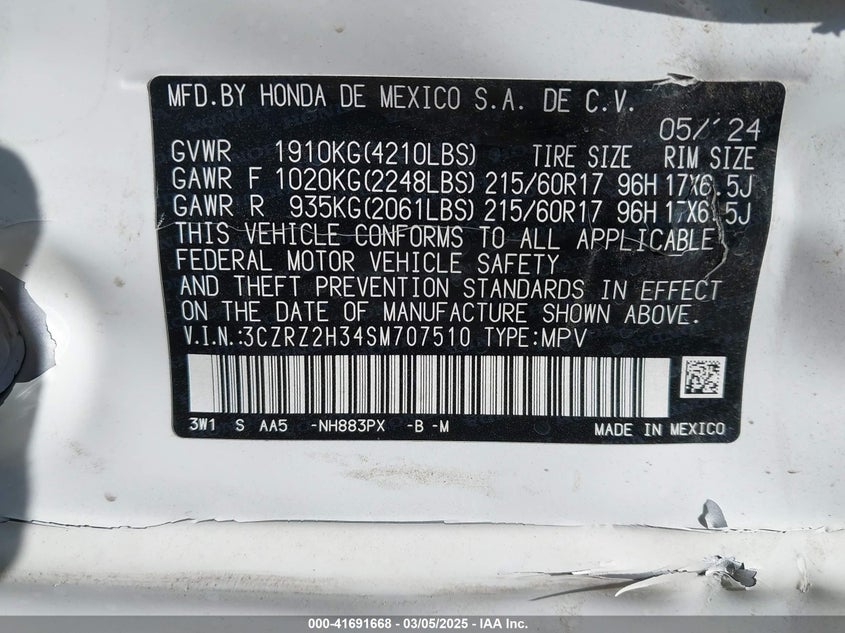 MFD.BY HONDA DE MEXICO S.A. DE C.V.
05/ 24
GVWR 1910KG(4210LBS) TIRE SIZE RIM SIZE
GAWR F 1020KG(2248LBS) 215/60R17 96H 17X6.5J
GAWR R 935KG(2061LBS) 215/60R17 96H 17X6.5J
THIS VEHICLE CONFORMS TO ALL APPLICABLE
FEDERAL MOTOR VEHICLE SAFETY
AND THEFT PREVENTION STANDARDS IN EFFECT
ON THE DATE OF MANUFACTURE SHOWN ABOVE.
V.I.N.:3CZRZ2H34SM707510 TYPE:MPV
3W1 S AA5 -NH883PX -B -M MADE IN MEXICO
000-41691668 - 03/05/2025 - IAA Inc.